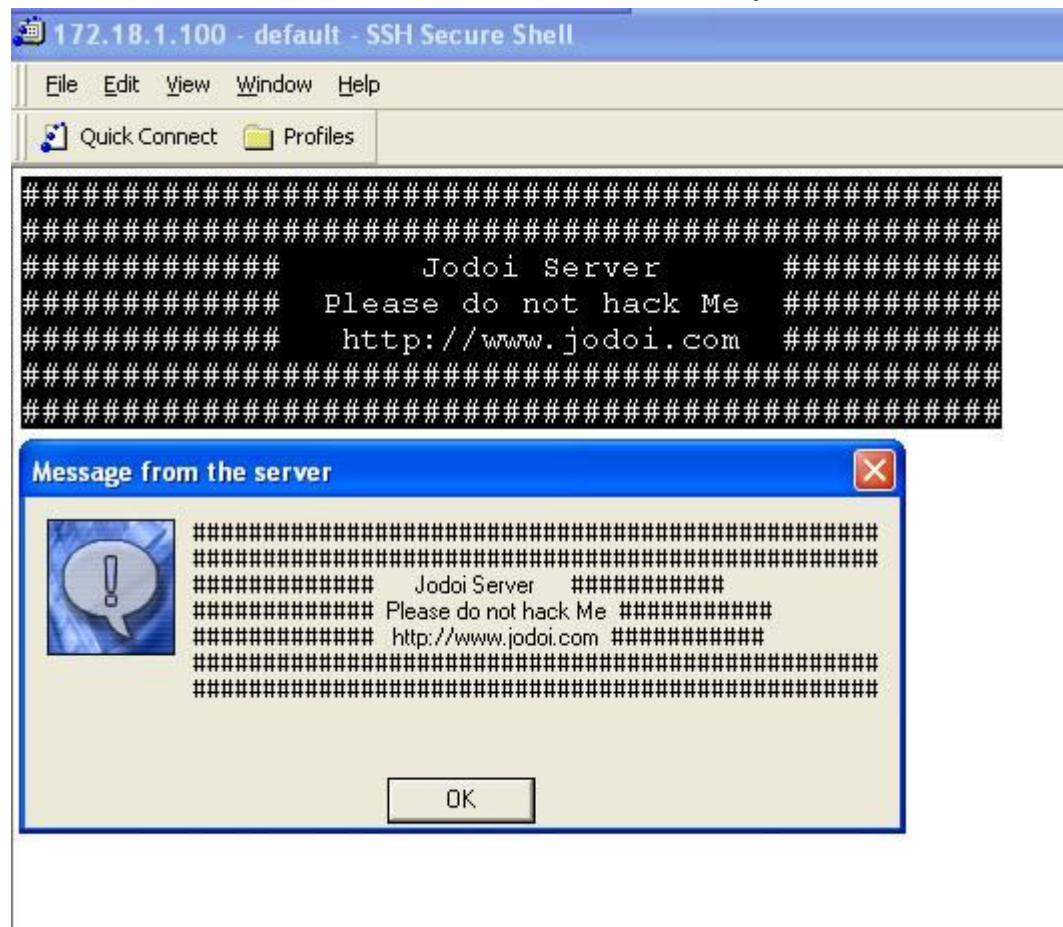 172.18.1.100 - default - SSH Secure Shell
File Edit View Window Help
Quick Connect Profiles
######################################################
######################################################
############## Jodoi Server ############
############## Please do not hack Me ############
############## http://www.jodoi.com ############
######################################################
######################################################
Message from the server
######################################################
######################################################
############## Jodoi Server ############
############## Please do not hack Me ############
############## http://www.jodoi.com ############
######################################################
######################################################
OK